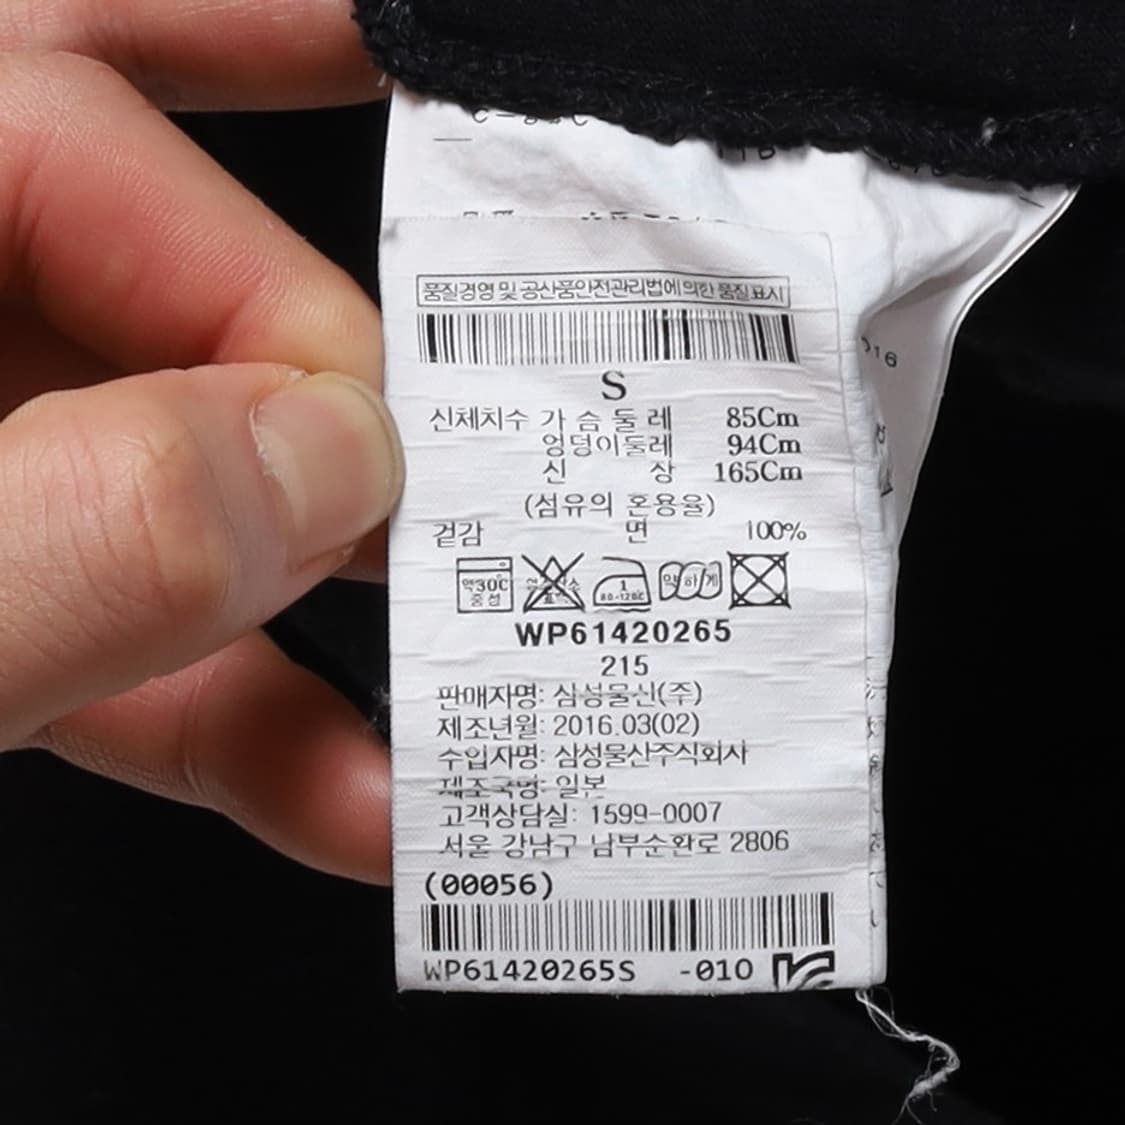 품질경영 및 공산품안전관리법에 의한 품질표시
S
신체치수 가슴둘레 85Cm
엉덩이둘레 94Cm
신 장 165Cm
(섬유의 혼용율)
겉감 면 100%
약30C
중성
1
80-120C
약하게
WP61420265
215
판매자명: 삼성물산(주)
제조년월: 2016.03(02)
수입자명: 삼성물산주식회사
제조국명: 일본
고객상담실: 1599-0007
서울 강남구 남부순환로 2806
(00056)
WP61420265S -010